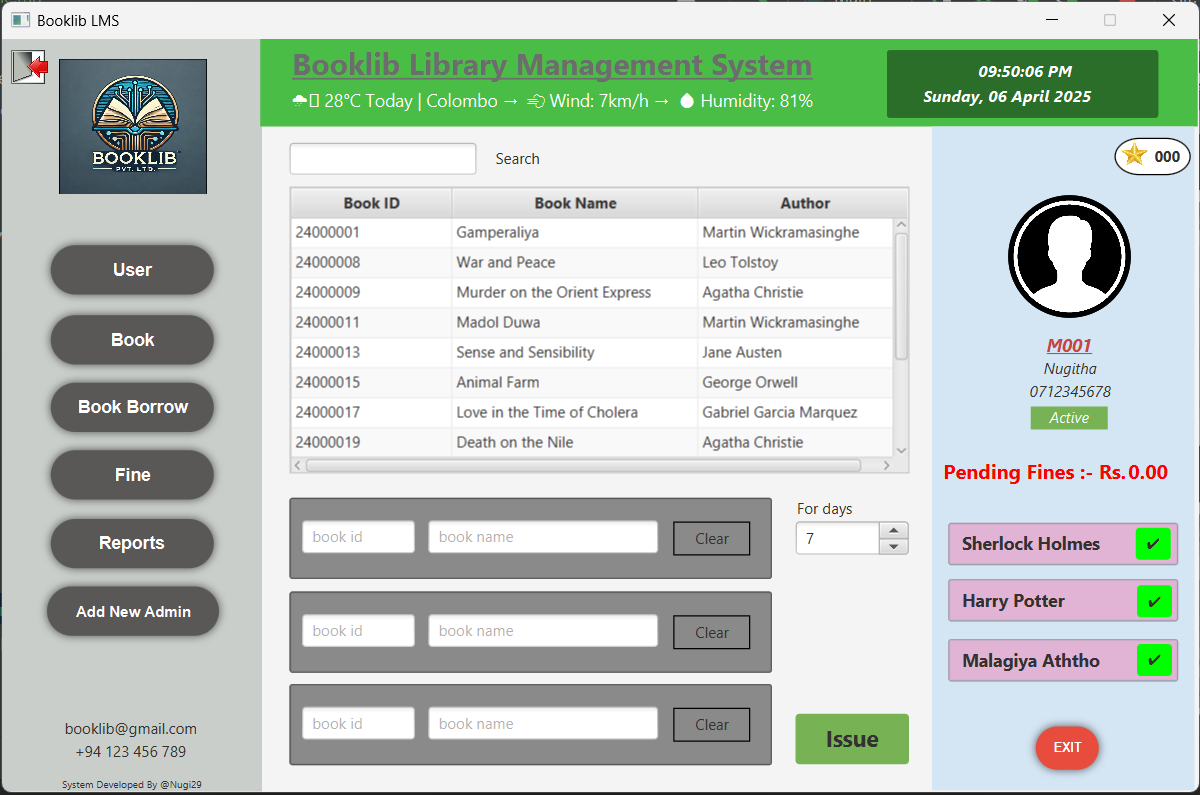 Booklib LMS
BOOKLIB
PVT. LTD.
User
Book
Book Borrow
Fine
Reports
Add New Admin
booklib@gmail.com
+94 123 456 789
System Developed By @Nugi29
Booklib Library Management System
28°C Today | Colombo → Wind: 7km/h → Humidity: 81%
09:50:06 PM
Sunday, 06 April 2025
Search
Book ID Book Name Author
24000001 Gamperaliya Martin Wickramasinghe
24000008 War and Peace Leo Tolstoy
24000009 Murder on the Orient Express Agatha Christie
24000011 Madol Duwa Martin Wickramasinghe
24000013 Sense and Sensibility Jane Austen
24000015 Animal Farm George Orwell
24000017 Love in the Time of Cholera Gabriel Garcia Marquez
24000019 Death on the Nile Agatha Christie
book id book name Clear
book id book name Clear
book id book name Clear
For days
7
Issue
000
M001
Nugitha
0712345678
Active
Pending Fines :- Rs.0.00
Sherlock Holmes ✔
Harry Potter ✔
Malagiya Aththo ✔
EXIT